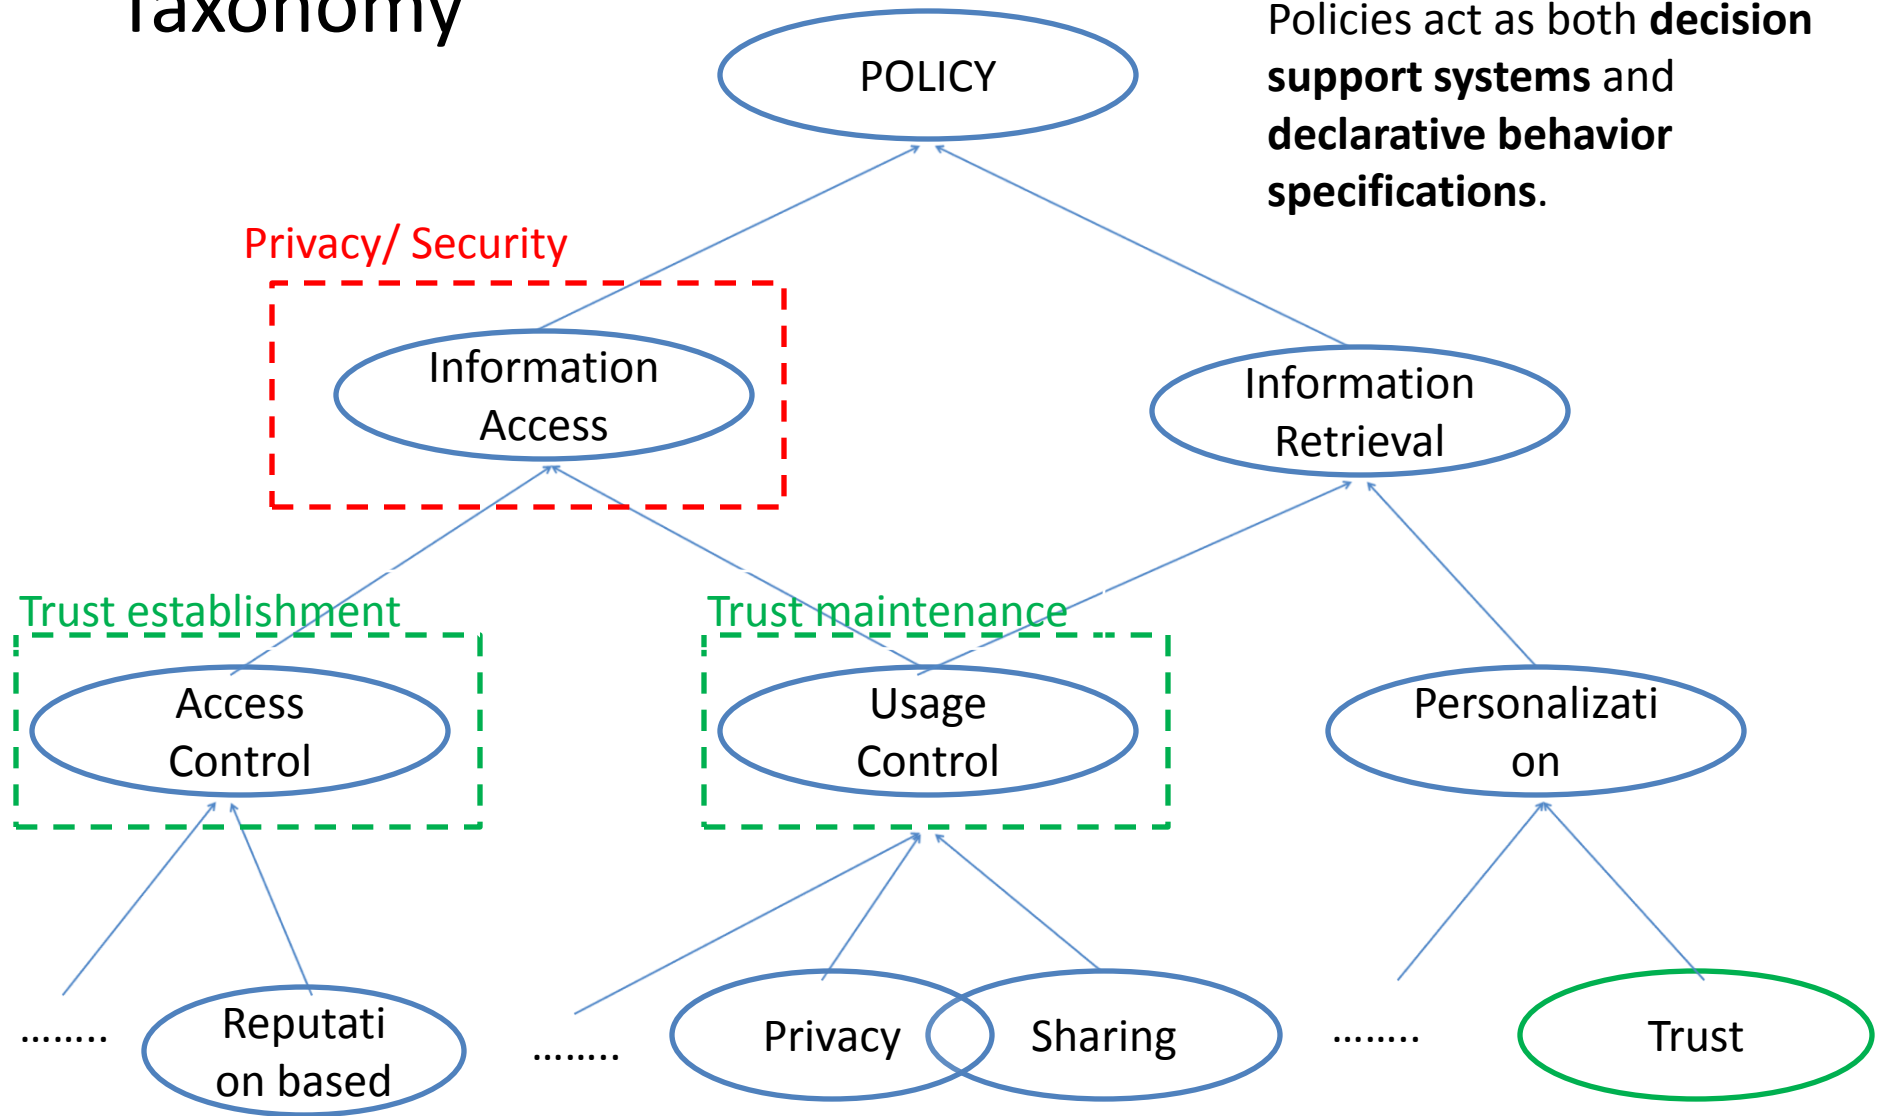 Taxonomy
Policies act as both decision
support systems and
declarative behavior
specifications.
POLICY
Privacy/ Security
Information
Access
Information
Retrieval
Trust establishment
Trust maintenance
Access
Control
Usage
Control
Personalizati
on
........
Reputati
on based
........
Privacy
Sharing
........
Trust